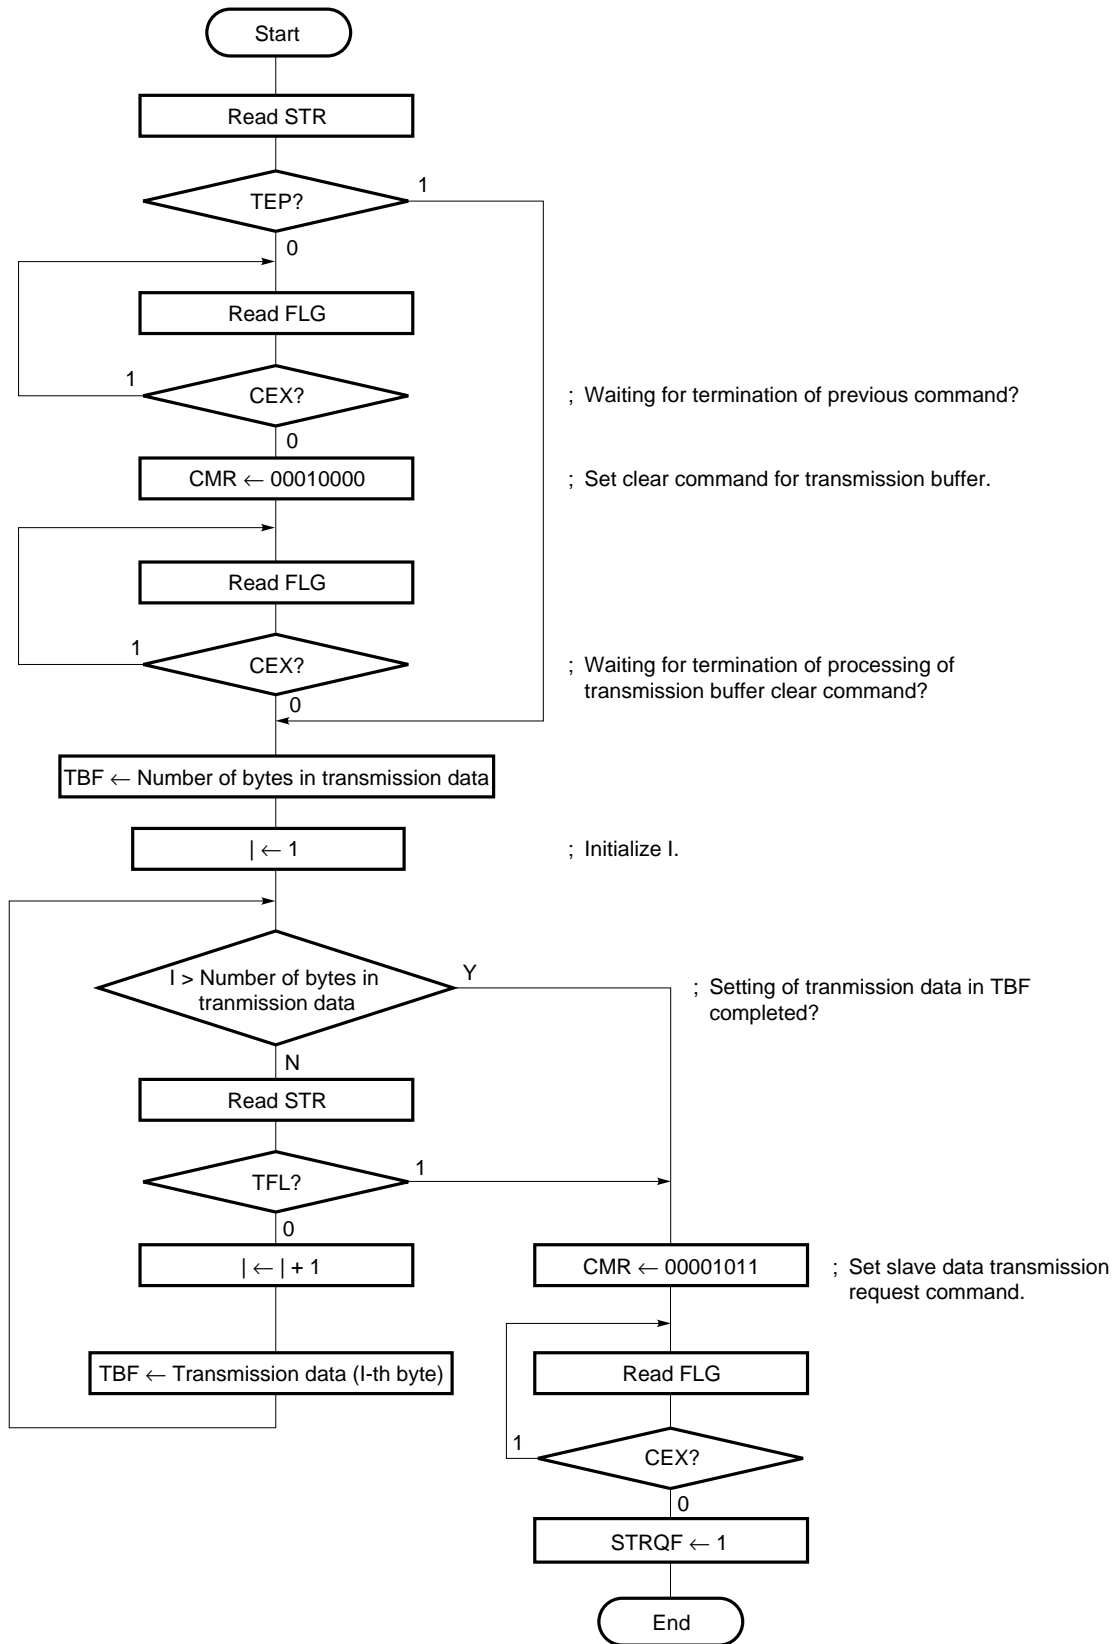 Start
Read STR
TEP?
1
0
Read FLG
1
CEX?
; Waiting for termination of previous command?
0
CMR ← 00010000
; Set clear command for transmission buffer.
Read FLG
1
CEX?
; Waiting for termination of processing of
transmission buffer clear command?
0
TBF ← Number of bytes in transmission data
| ← 1
; Initialize I.
I > Number of bytes in
tranmission data
Y
; Setting of tranmission data in TBF
completed?
N
Read STR
TFL?
1
0
| ← | + 1
CMR ← 00001011
; Set slave data transmission
request command.
TBF ← Transmission data (I-th byte)
Read FLG
1
CEX?
0
STRQF ← 1
End